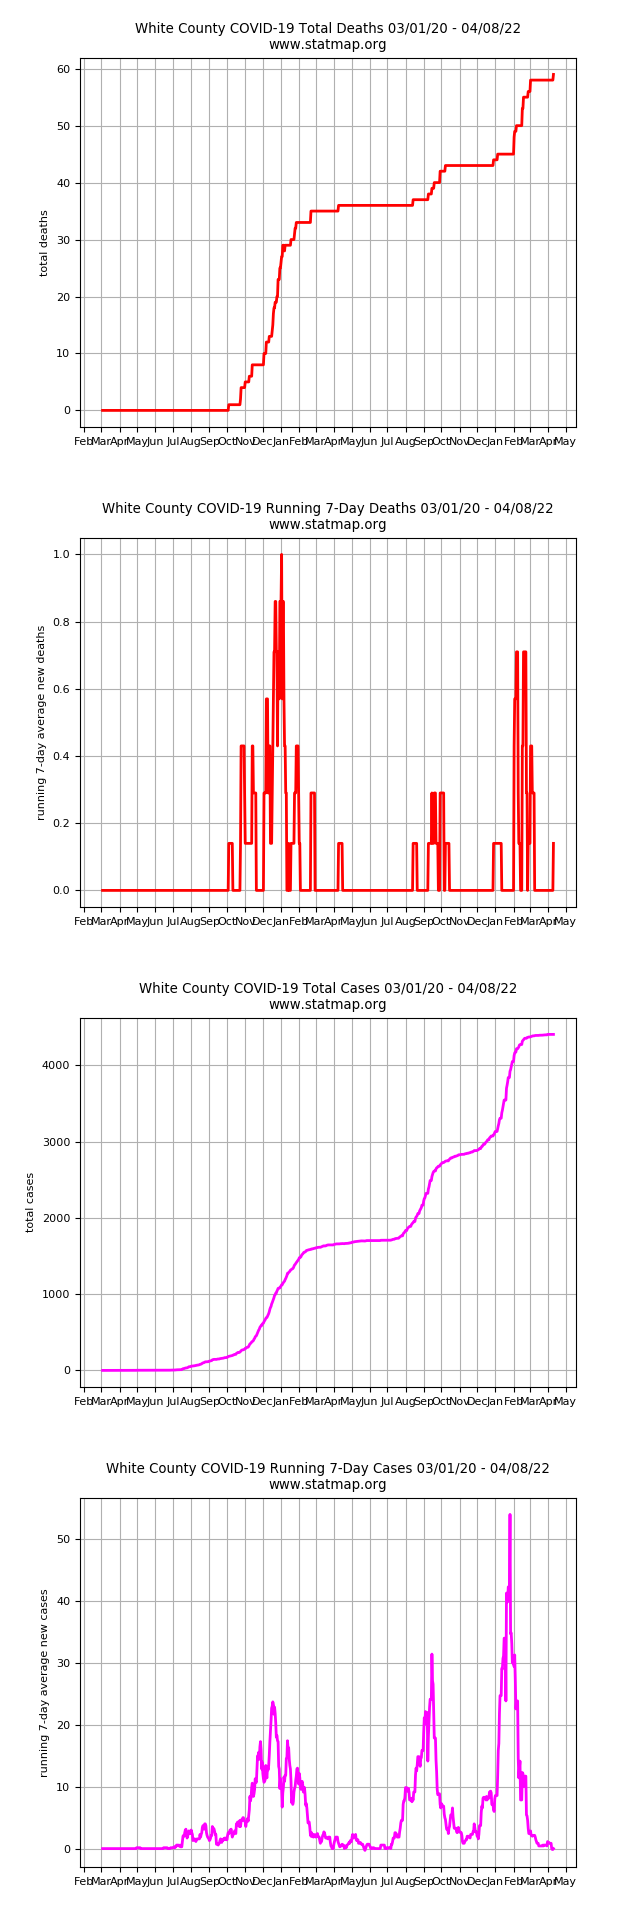 White County COVID-19 Total Deaths 03/01/20 - 04/08/22
www.statmap.org
total deaths
60
50
40
30
20
10
0
Feb Mar Apr May Jun Jul Aug Sep Oct Nov Dec Jan Feb Mar Apr May Jun Jul Aug Sep Oct Nov Dec Jan Feb Mar Apr May
White County COVID-19 Running 7-Day Deaths 03/01/20 - 04/08/22
www.statmap.org
running 7-day average new deaths
1.0
0.8
0.6
0.4
0.2
0.0
Feb Mar Apr May Jun Jul Aug Sep Oct Nov Dec Jan Feb Mar Apr May Jun Jul Aug Sep Oct Nov Dec Jan Feb Mar Apr May
White County COVID-19 Total Cases 03/01/20 - 04/08/22
www.statmap.org
total cases
4000
3000
2000
1000
0
Feb Mar Apr May Jun Jul Aug Sep Oct Nov Dec Jan Feb Mar Apr May Jun Jul Aug Sep Oct Nov Dec Jan Feb Mar Apr May
White County COVID-19 Running 7-Day Cases 03/01/20 - 04/08/22
www.statmap.org
running 7-day average new cases
50
40
30
20
10
0
Feb Mar Apr May Jun Jul Aug Sep Oct Nov Dec Jan Feb Mar Apr May Jun Jul Aug Sep Oct Nov Dec Jan Feb Mar Apr May